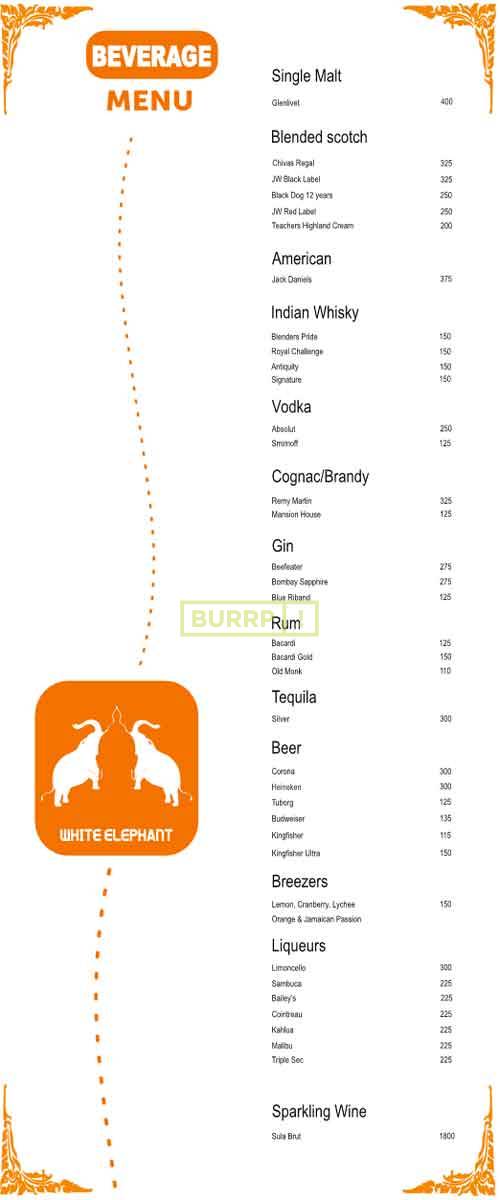 BEVERAGE
MENU
Single Malt
Glenlivet 400
Blended scotch
Chivas Regal 325
JW Black Label 325
Black Dog 12 years 250
JW Red Label 250
Teachers Highland Cream 200
American
Jack Daniels 375
Indian Whisky
Blenders Pride 150
Royal Challenge 150
Antiquity 150
Signature 150
Vodka
Absolut 250
Smirnoff 125
Cognac/Brandy
Remy Martin 325
Mansion House 125
Gin
Beefeater 275
Bombay Sapphire 275
Blue Riband 125
BURRP
Rum
Bacardi 125
Bacardi Gold 150
Old Monk 110
Tequila
Silver 300
Beer
Corona 300
Heineken 300
Tuborg 125
Budweiser 135
Kingfisher 115
Kingfisher Ultra 150
WHITE ELEPHANT
Breezers
Lemon, Cranberry, Lychee 150
Orange & Jamaican Passion
Liqueurs
Limoncello 300
Sambuca 225
Bailey's 225
Cointreau 225
Kahlua 225
Malibu 225
Triple Sec 225
Sparkling Wine
Sula Brut 1800